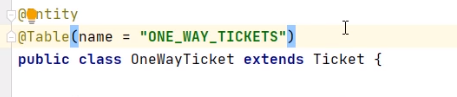 @Entity
@Table(name = "ONE_WAY_TICKETS")
public class OneWayTicket extends Ticket {